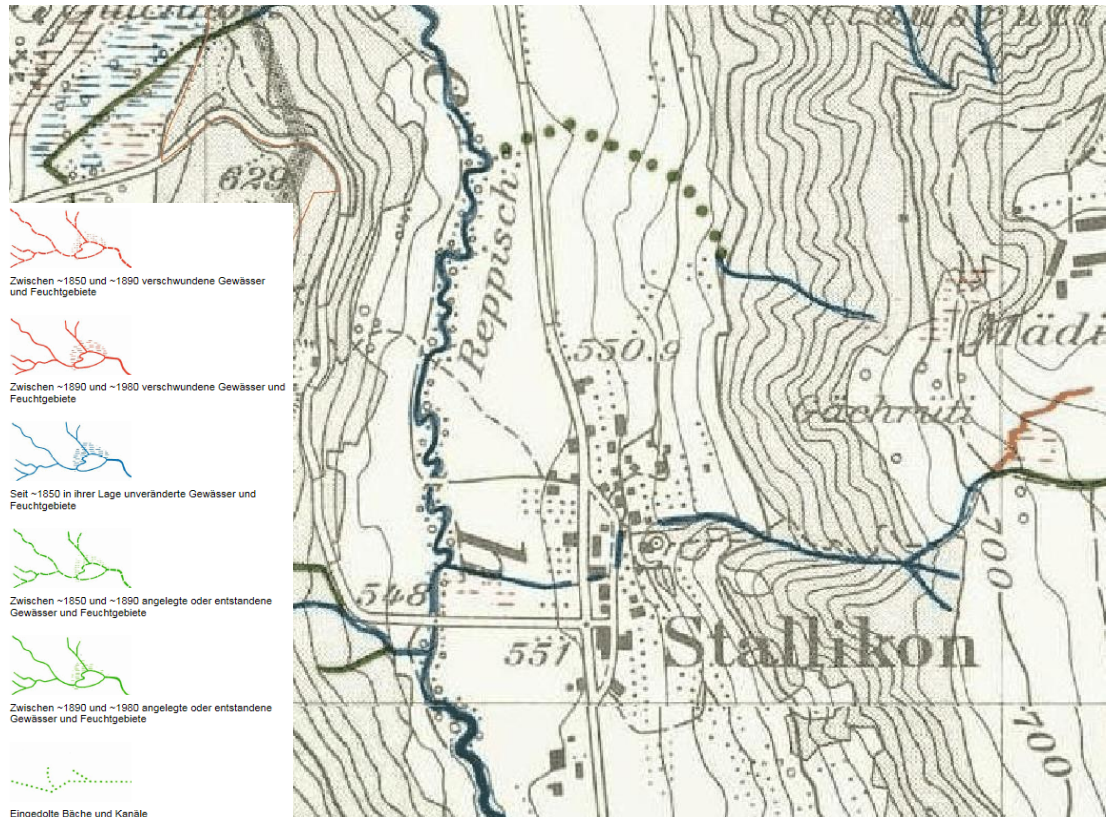 629
Reppisch
550.9
Mädi
Gächruti
548
551
Stallikon
700
700
Zwischen ~1850 und ~1890 verschwundene Gewässer
und Feuchtgebiete
Zwischen ~1890 und ~1980 verschwundene Gewässer und
Feuchtgebiete
Seit ~1850 in ihrer Lage unveränderte Gewässer und
Feuchtgebiete
Zwischen ~1850 und ~1890 angelegte oder entstandene
Gewässer und Feuchtgebiete
Zwischen ~1890 und ~1980 angelegte oder entstandene
Gewässer und Feuchtgebiete
Eingedolte Bäche und Kanäle